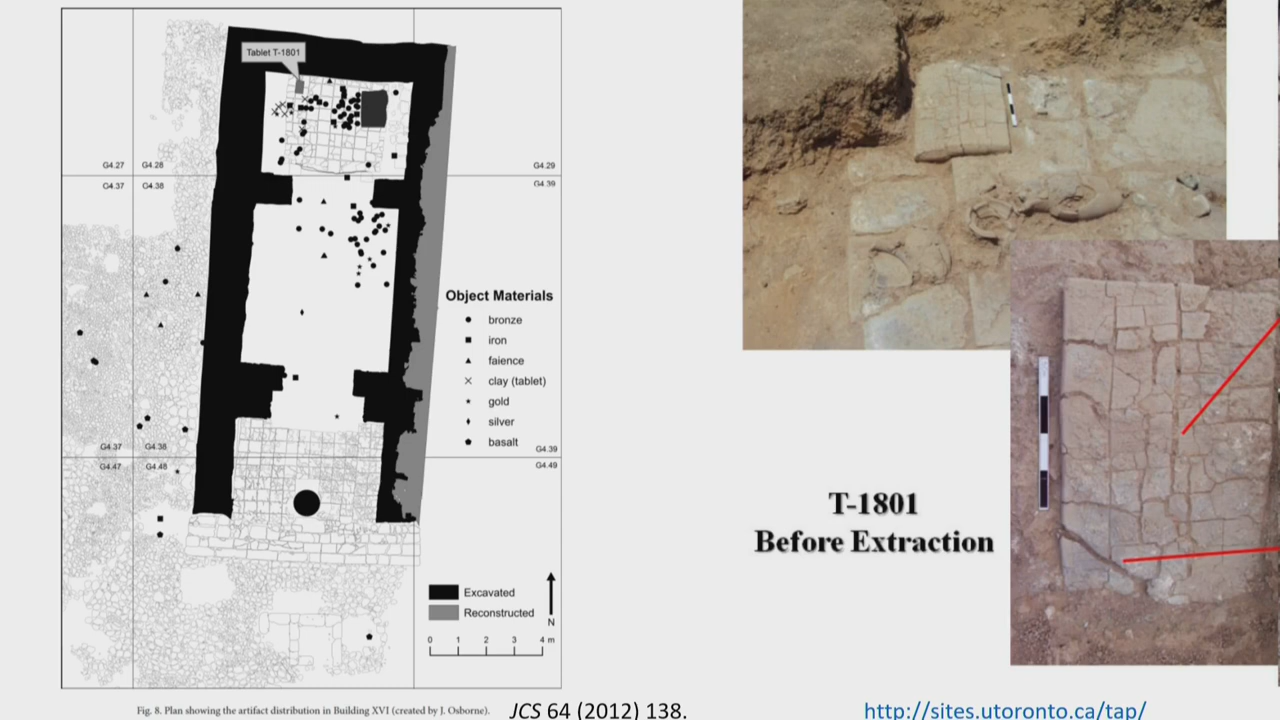 Tablet T-1801
G4.27
G4.28
G4.29
G4.37
G4.38
G4.39
Object Materials
bronze
iron
faience
clay (tablet)
gold
silver
basalt
G4.37
G4.38
G4.39
G4.47
G4.48
G4.49
Excavated
Reconstructed
N
0 1 2 3 4 m
Fig. 8. Plan showing the artifact distribution in Building XVI (created by J. Osborne).
JCS 64 (2012) 138.
T-1801
Before Extraction
http://sites.utoronto.ca/tap/